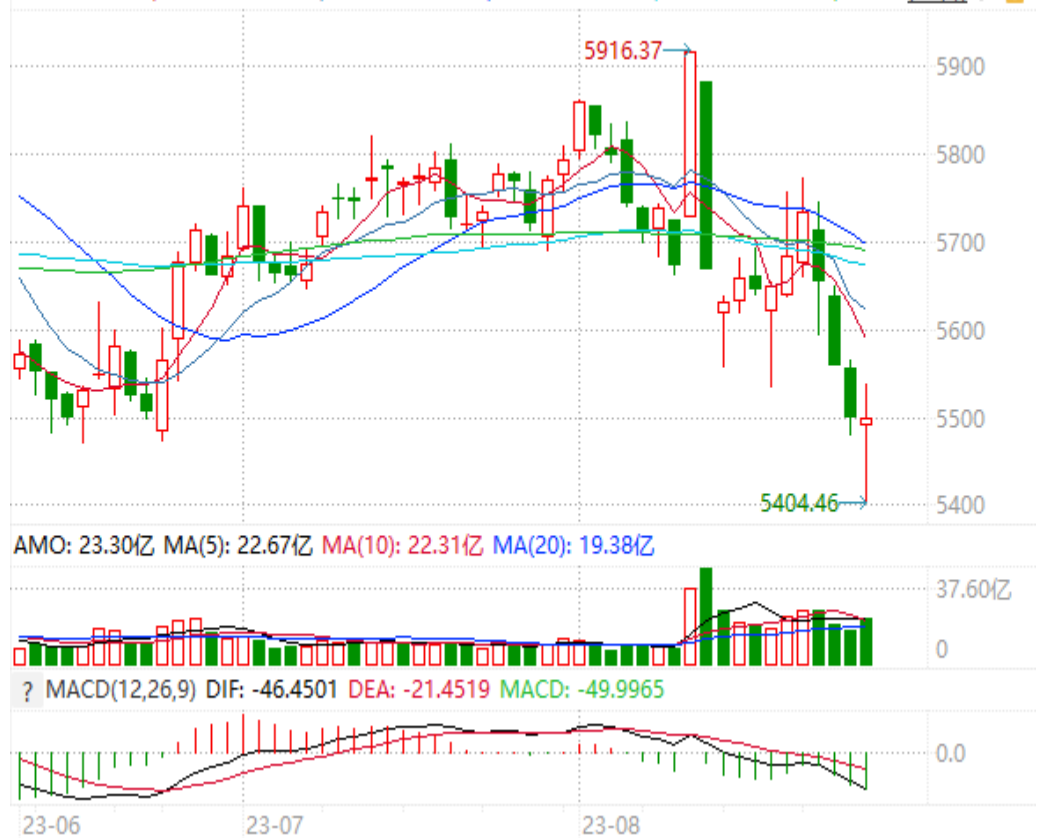 5916.37
5900
5800
5700
5600
5500
5404.46
5400
AMO: 23.30亿 MA(5): 22.67亿 MA(10): 22.31亿 MA(20): 19.38亿
37.60亿
0
? MACD(12,26,9) DIF: -46.4501 DEA: -21.4519 MACD: -49.9965
0.0
23-06 23-07 23-08